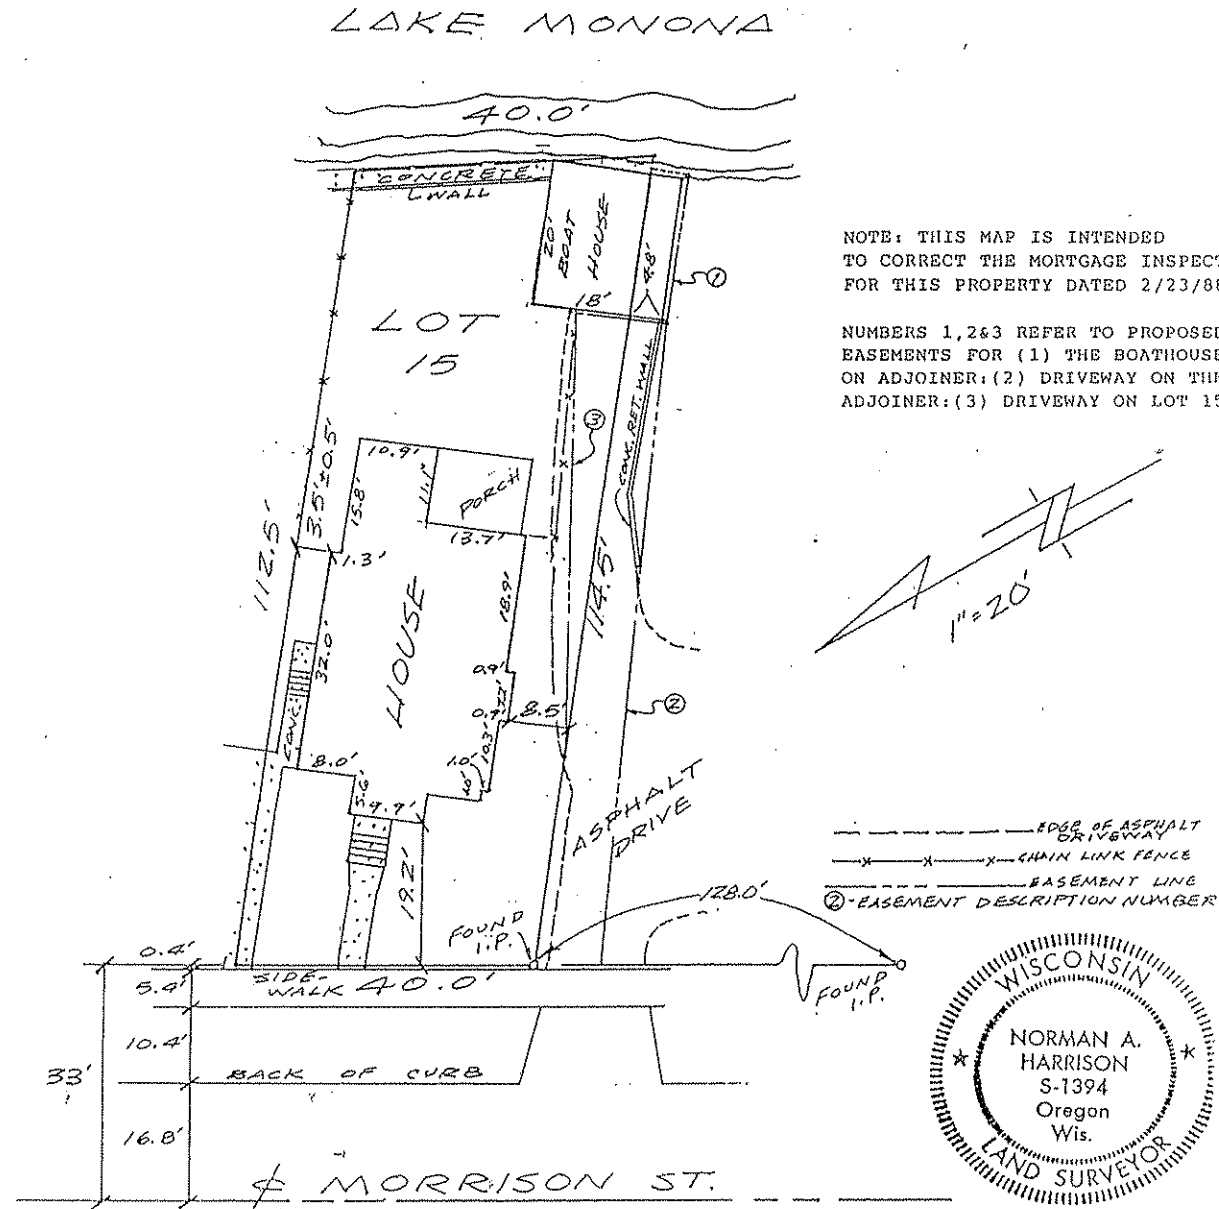 LAKE MONONA
40.0'
CONCRETE
WALL
20'
BOAT
HOUSE
4.8'
①
18'
NOTE: THIS MAP IS INTENDED
TO CORRECT THE MORTGAGE INSPECT
FOR THIS PROPERTY DATED 2/23/88
NUMBERS 1,2&3 REFER TO PROPOSED
EASEMENTS FOR (1) THE BOATHOUSE
ON ADJOINER:(2) DRIVEWAY ON THE
ADJOINER:(3) DRIVEWAY ON LOT 15
LOT
15
CONC. RET. WALL
③
10.9'
3.5'±0.5'
15.8'
11.1'
PORCH
13.7'
1.3'
112.5'
114.5'
N
1"=20'
HOUSE
18.9'
32.0'
0.9'
0.7'
8.5'
②
CONC.
8.0'
10.3'
1.0'
5.6'
9.9'
ASPHALT
DRIVE
19.2'
EDGE OF ASPHALT
DRIVEWAY
CHAIN LINK FENCE
EASEMENT LINE
②-EASEMENT DESCRIPTION NUMBER
128.0'
FOUND
I.P.
FOUND
I.P.
0.4'
5.4'
SIDE-
WALK 40.0'
10.4'
33'
BACK OF CURB
16.8'
℄ MORRISON ST.
WISCONSIN
NORMAN A.
HARRISON
S-1394
Oregon
Wis.
LAND SURVEYOR